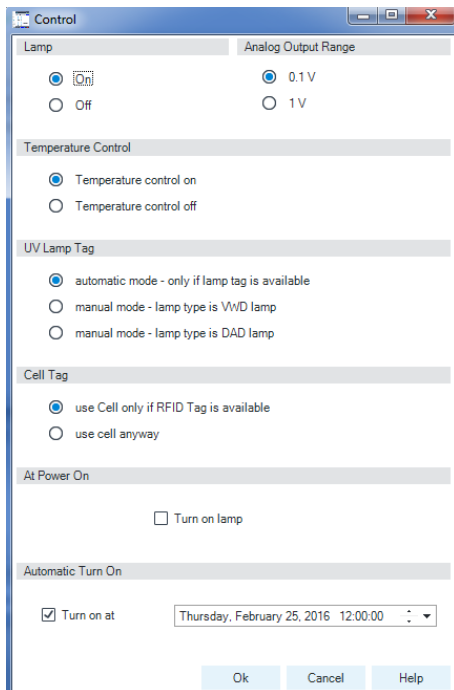 Control
Lamp
Analog Output Range
On
0.1 V
Off
1 V
Temperature Control
Temperature control on
Temperature control off
UV Lamp Tag
automatic mode - only if lamp tag is available
manual mode - lamp type is VWD lamp
manual mode - lamp type is DAD lamp
Cell Tag
use Cell only if RFID Tag is available
use cell anyway
At Power On
Turn on lamp
Automatic Turn On
Turn on at
Thursday, February 25, 2016 12:00:00
Ok Cancel Help